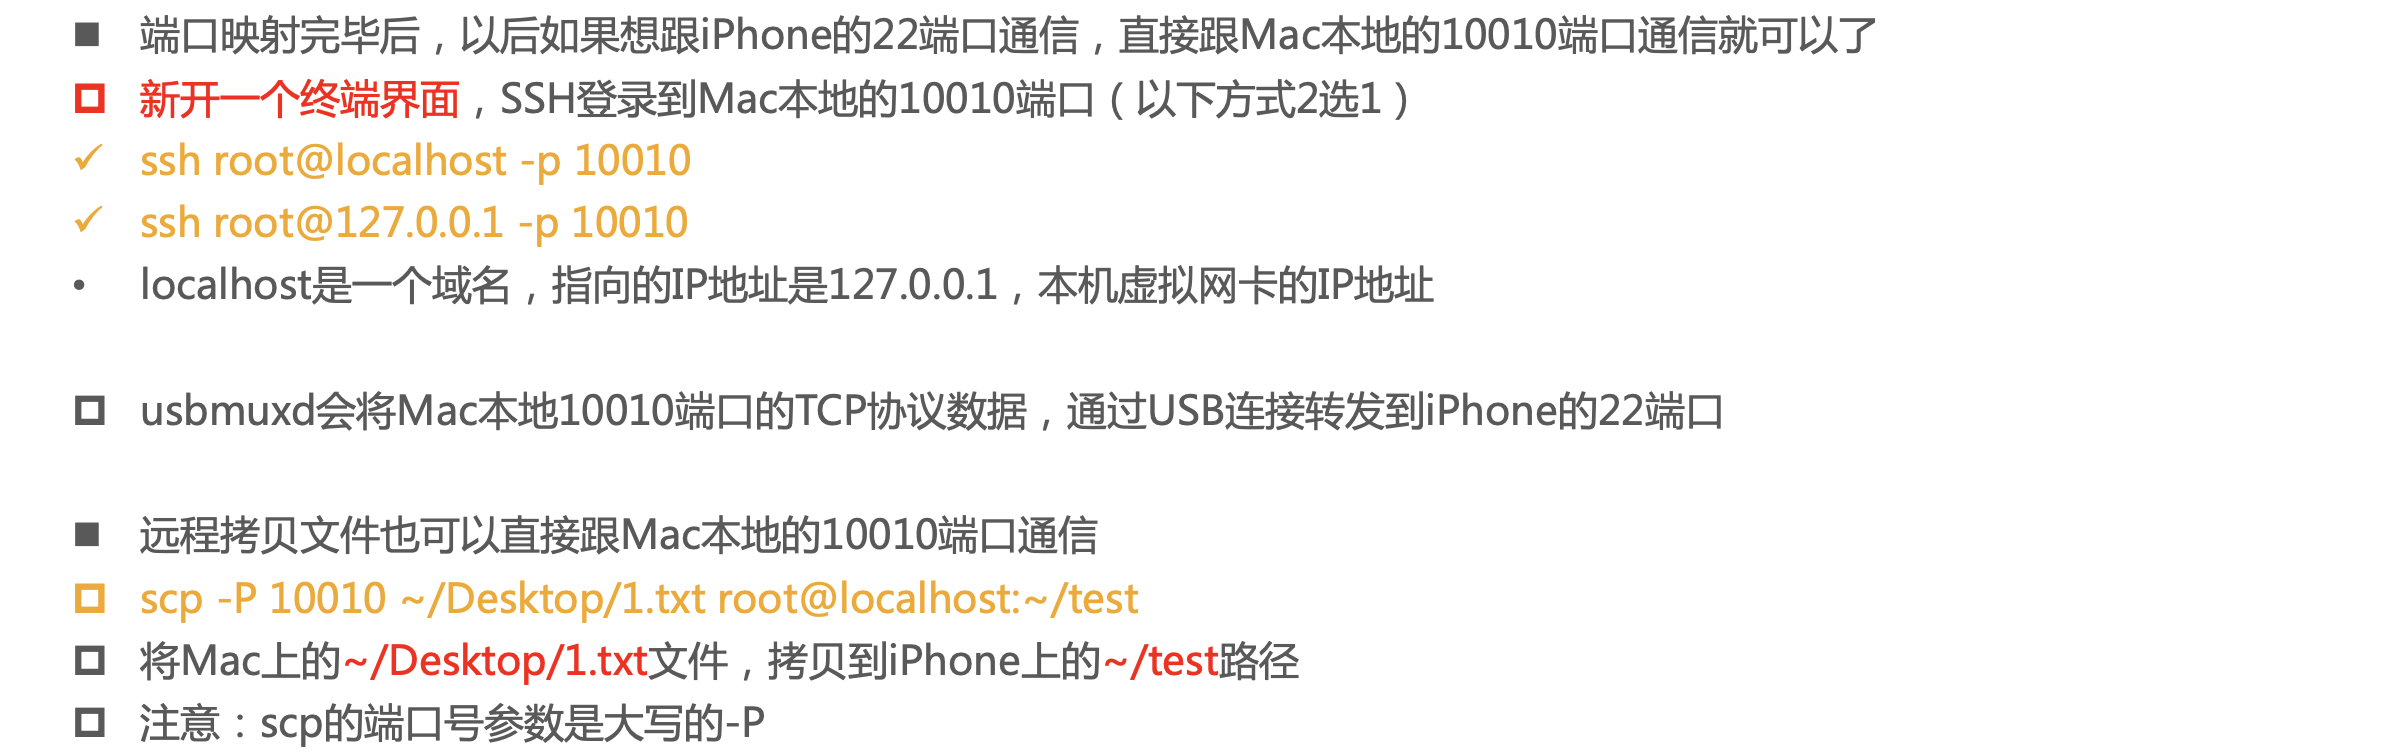 ■ 端口映射完毕后，以后如果想跟iPhone的22端口通信，直接跟Mac本地的10010端口通信就可以了
新开一个终端界面，SSH登录到Mac本地的10010端口（以下方式2选1）
✓ ssh root@localhost -p 10010
✓ ssh root@127.0.0.1 -p 10010
• localhost是一个域名，指向的IP地址是127.0.0.1，本机虚拟网卡的IP地址
usbmuxd会将Mac本地10010端口的TCP协议数据，通过USB连接转发到iPhone的22端口
■ 远程拷贝文件也可以直接跟Mac本地的10010端口通信
scp -P 10010 ~/Desktop/1.txt root@localhost:~/test
将Mac上的~/Desktop/1.txt文件，拷贝到iPhone上的~/test路径
注意：scp的端口号参数是大写的-P